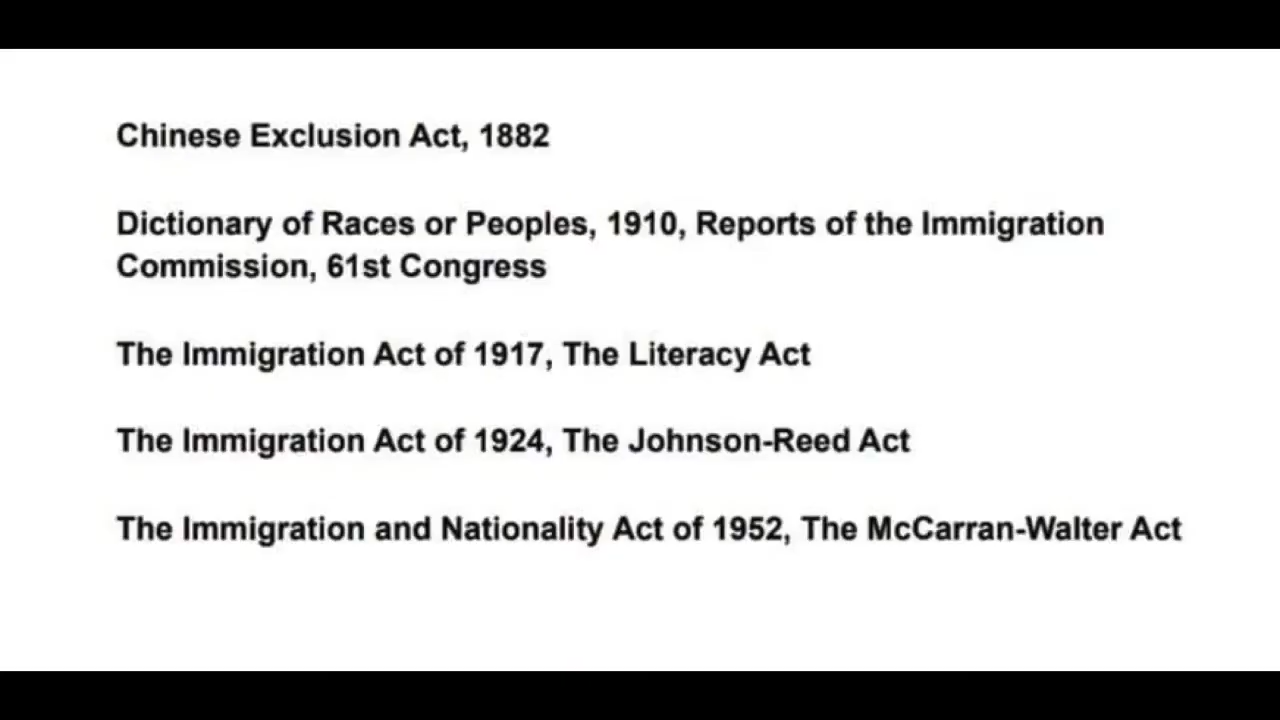 Chinese Exclusion Act, 1882
Dictionary of Races or Peoples, 1910, Reports of the Immigration
Commission, 61st Congress
The Immigration Act of 1917, The Literacy Act
The Immigration Act of 1924, The Johnson-Reed Act
The Immigration and Nationality Act of 1952, The McCarran-Walter Act